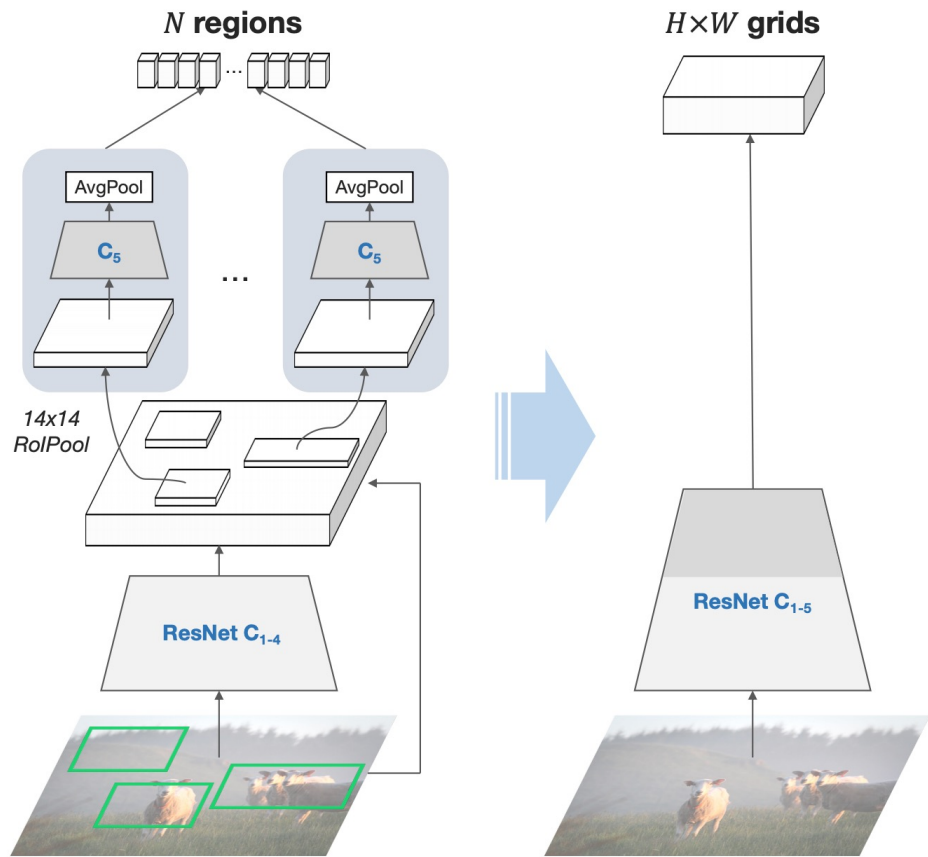 N regions
H×W grids
...
AvgPool
AvgPool
C₅
C₅
...
14x14
RoIPool
ResNet C₁₋₄
ResNet C₁₋₅